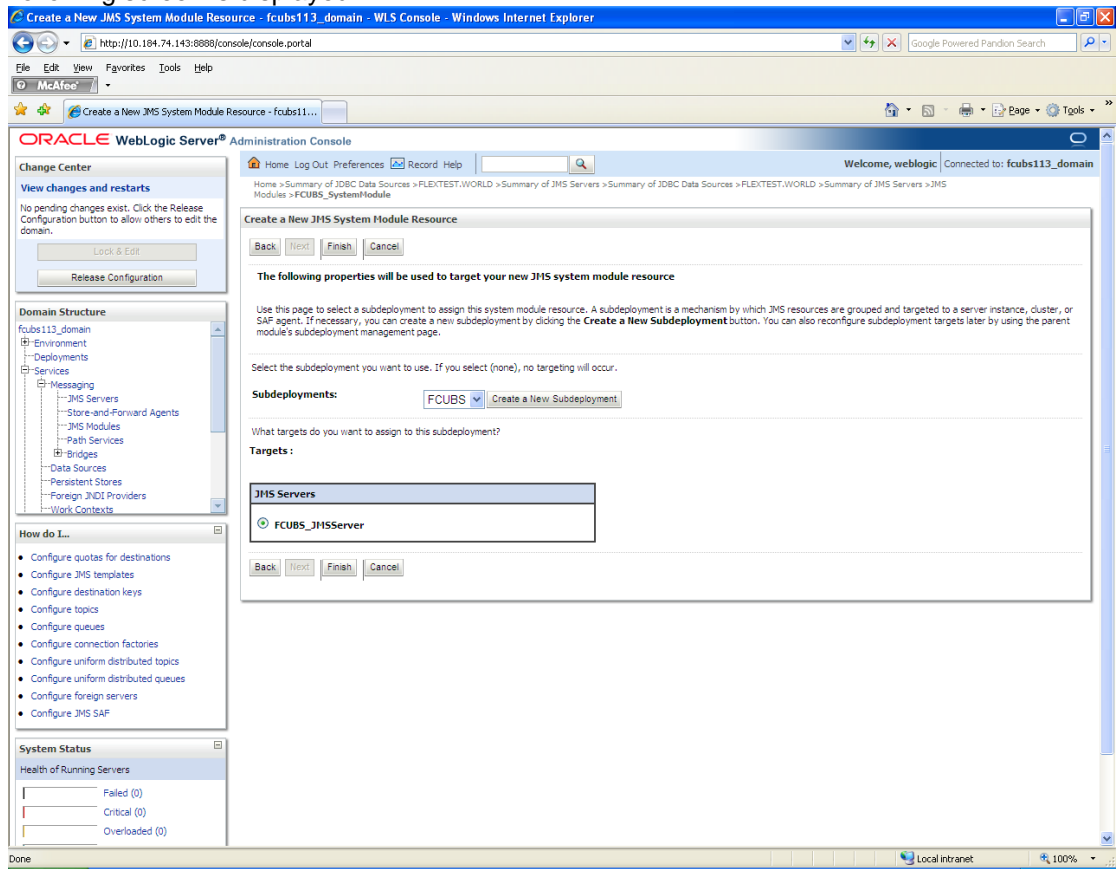 Create a New JMS System Module Resource - fcubs113_domain - WLS Console - Windows Internet Explorer
http://10.184.74.143:8888/console/console.portal
Google Powered Pandion Search
File Edit View Favorites Tools Help
McAfee
Create a New JMS System Module Resource - fcubs11...
Page Tools
ORACLE WebLogic Server® Administration Console
Change Center
View changes and restarts
No pending changes exist. Click the Release
Configuration button to allow others to edit the
domain.
Lock & Edit
Release Configuration
Domain Structure
fcubs113_domain
Environment
Deployments
Services
Messaging
JMS Servers
Store-and-Forward Agents
JMS Modules
Path Services
Bridges
Data Sources
Persistent Stores
Foreign JNDI Providers
Work Contexts
How do I...
Configure quotas for destinations
Configure JMS templates
Configure destination keys
Configure topics
Configure queues
Configure connection factories
Configure uniform distributed topics
Configure uniform distributed queues
Configure foreign servers
Configure JMS SAF
System Status
Health of Running Servers
Failed (0)
Critical (0)
Overloaded (0)
Home Log Out Preferences Record Help
Welcome, weblogic Connected to: fcubs113_domain
Home >Summary of JDBC Data Sources >FLEXTEST.WORLD >Summary of JMS Servers >Summary of JDBC Data Sources >FLEXTEST.WORLD >Summary of JMS Servers >JMS
Modules >FCUBS_SystemModule
Create a New JMS System Module Resource
Back Next Finish Cancel
The following properties will be used to target your new JMS system module resource
Use this page to select a subdeployment to assign this system module resource. A subdeployment is a mechanism by which JMS resources are grouped and targeted to a server instance, cluster, or
SAF agent. If necessary, you can create a new subdeployment by clicking the Create a New Subdeployment button. You can also reconfigure subdeployment targets later by using the parent
module's subdeployment management page.
Select the subdeployment you want to use. If you select (none), no targeting will occur.
Subdeployments: FCUBS Create a New Subdeployment
What targets do you want to assign to this subdeployment?
Targets :
JMS Servers
FCUBS_JMSServer
Back Next Finish Cancel
Done
Local intranet
100%